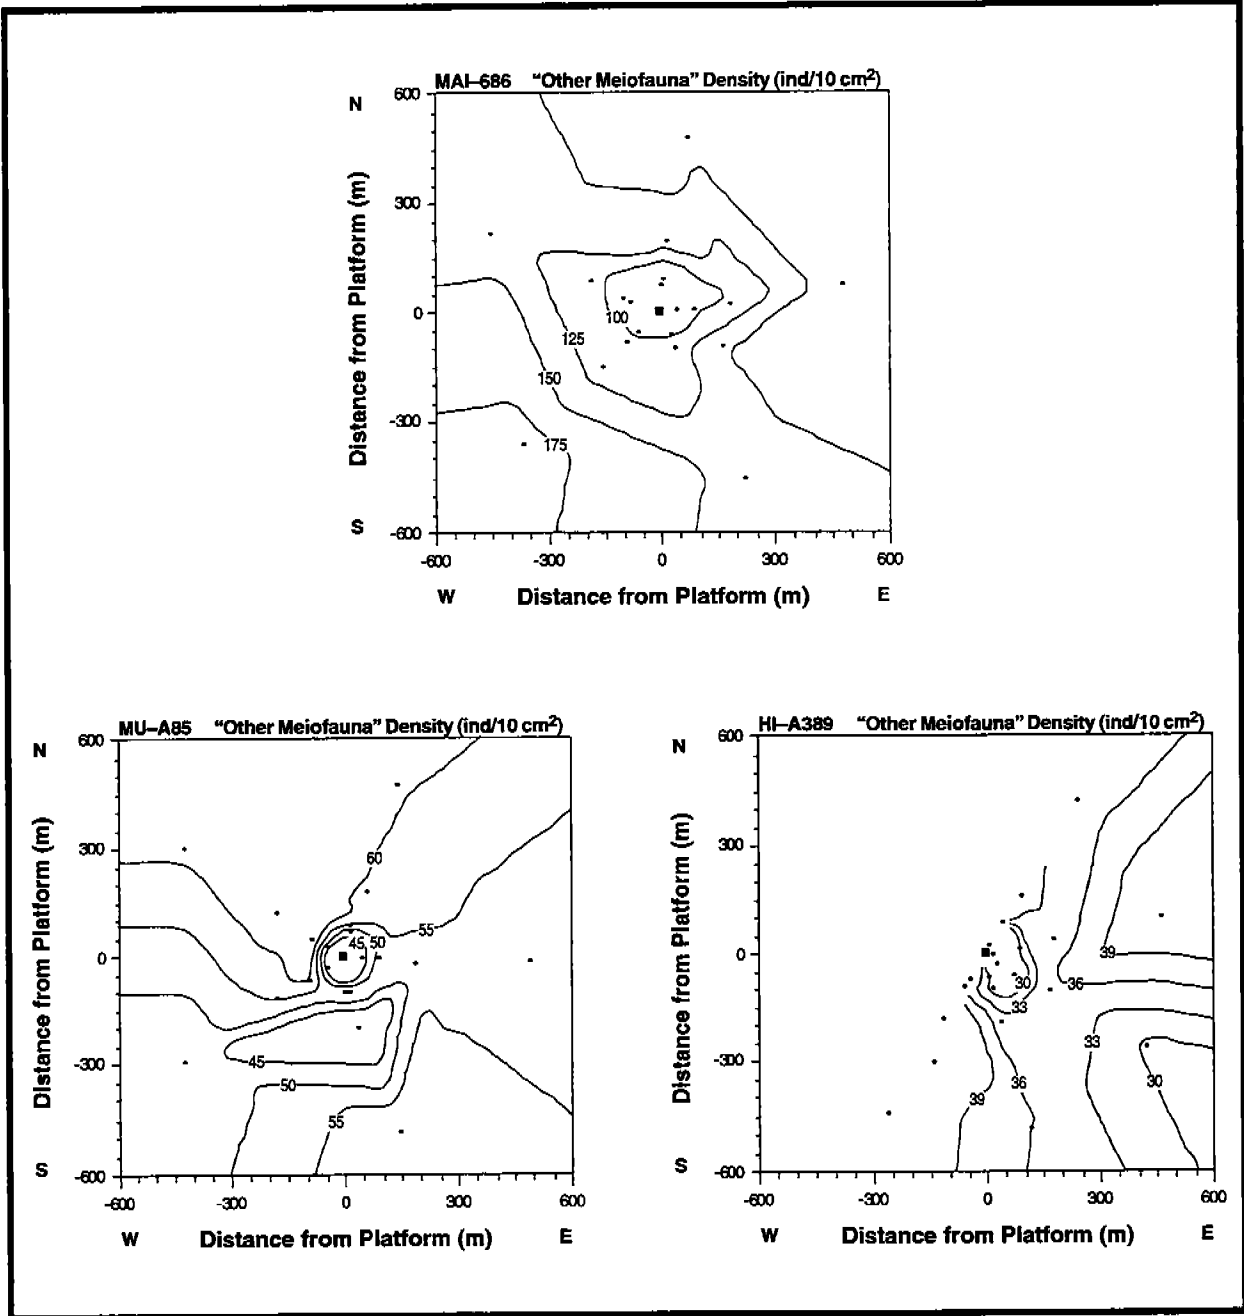 MAI-686 "Other Meiofauna" Density (ind/10 cm²)
N
600
300
0
-300
-600
S
Distance from Platform (m)
100
125
150
175
-600
-300
0
300
600
W
Distance from Platform (m)
E
MU-A85 "Other Meiofauna" Density (ind/10 cm²)
N
600
300
0
-300
-600
S
Distance from Platform (m)
60
55
45
50
45
50
55
-600
-300
0
300
600
W
Distance from Platform (m)
E
HI-A389 "Other Meiofauna" Density (ind/10 cm²)
N
600
300
0
-300
-600
S
Distance from Platform (m)
39
36
30
33
33
36
30
39
-600
-300
0
300
600
W
Distance from Platform (m)
E